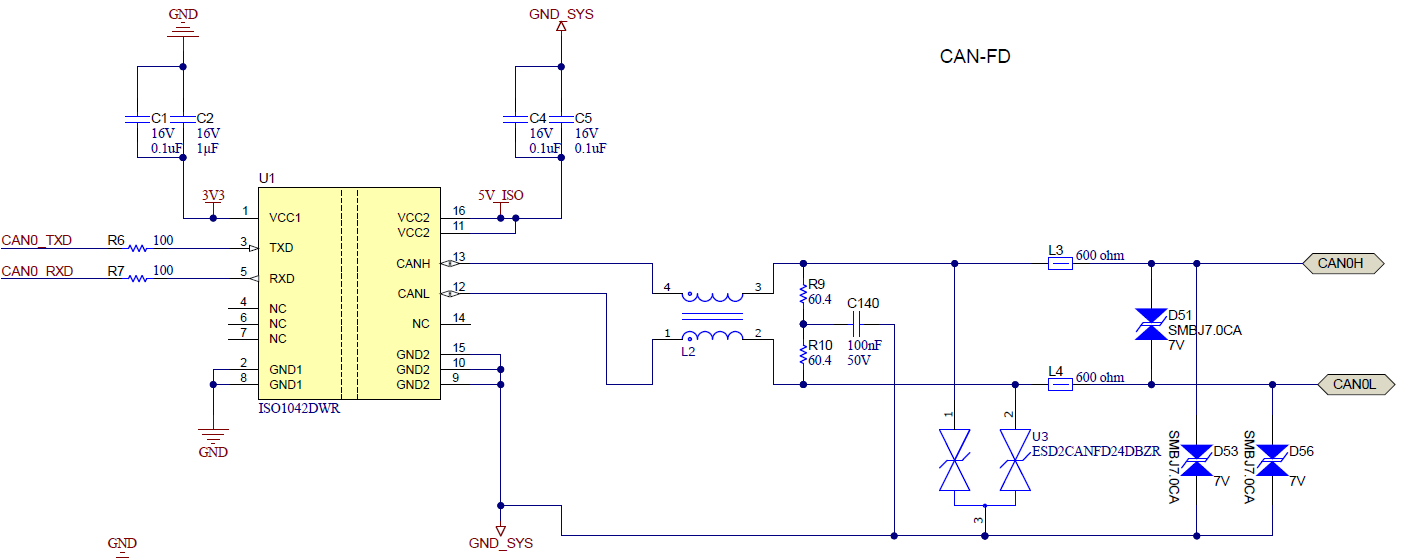 GND
GND_SYS
CAN-FD
C1
16V
0.1uF
C2
16V
1µF
C4
16V
0.1uF
C5
16V
0.1uF
U1
3V3
5V_ISO
1
VCC1
VCC2
16
VCC2
11
CAN0_TXD
R6
100
3
TXD
CAN0_RXD
R7
100
5
RXD
CANH
13
CANL
12
4
NC
6
NC
7
NC
NC
14
GND2
15
2
GND1
GND2
10
8
GND1
GND2
9
ISO1042DWR
GND
4
3
1
2
L2
R9
60.4
C140
100nF
50V
R10
60.4
L3
600 ohm
CAN0H
D51
SMBJ7.0CA
7V
L4
600 ohm
CAN0L
1
2
U3
ESD2CANFD24DBZR
3
SMBJ7.0CA
D53
7V
SMBJ7.0CA
D56
7V
GND_SYS
GND